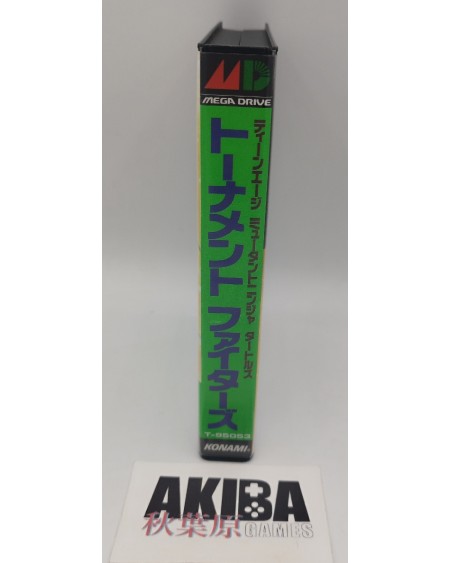 MD
MEGA DRIVE
ティーンエージ ミュータント ニンジャ タートルズ
トーナメント ファイターズ
T-95053
KONAMI
AKIBA
秋葉原
GAMES